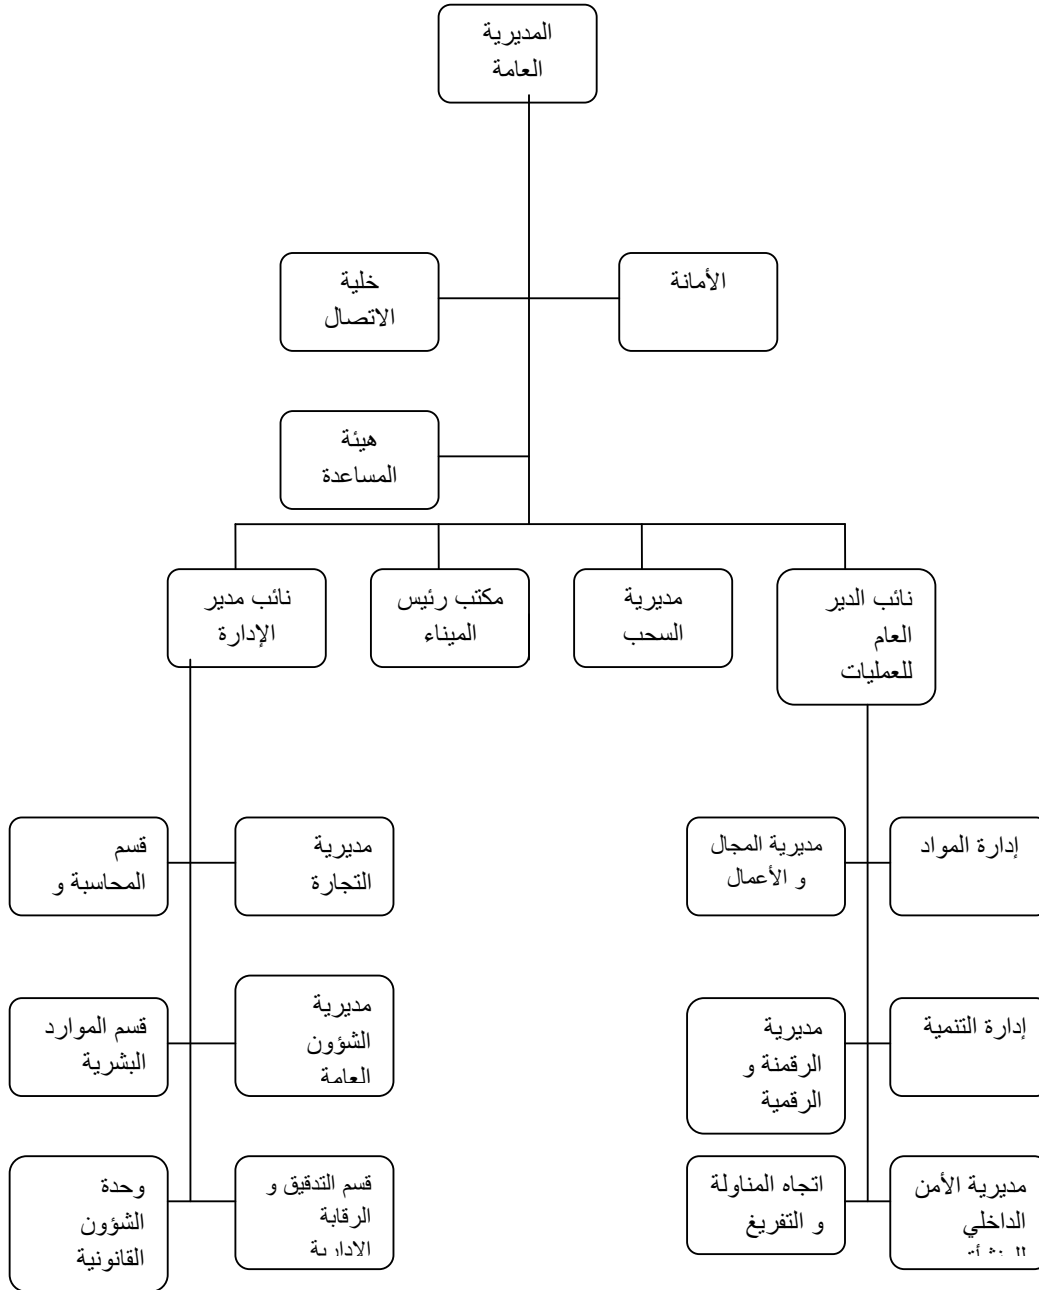 المديرية
العامة
الأمانة
خلية
الاتصال
هيئة
المساعدة
نائب الدير
العام
للعمليات
مديرية
السحب
مكتب رئيس
الميناء
نائب مدير
الإدارة
إدارة المواد
مديرية المجال
و الأعمال
مديرية
التجارة
قسم
المحاسبة و
إدارة التنمية
مديرية
الرقمنة و
الرقمية
مديرية
الشؤون
العامة
قسم الموارد
البشرية
مديرية الأمن
الداخلي
اتجاه المناولة
و التفريغ
قسم التدقيق و
الرقابة
الادارية
وحدة
الشؤون
القانونية